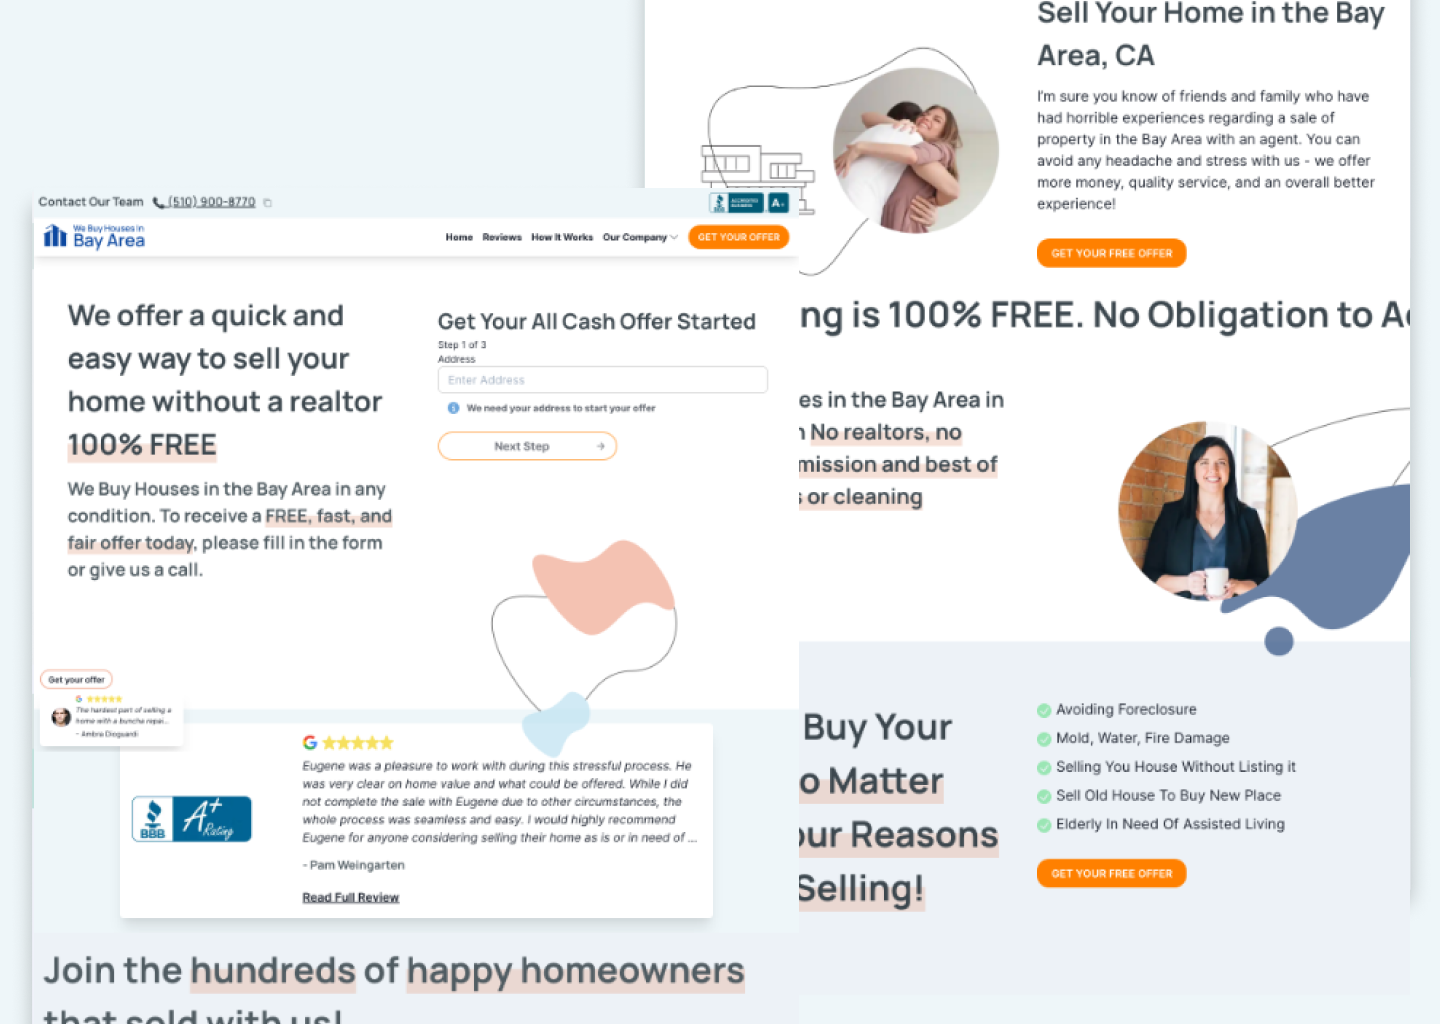 Sell Your Home in the Bay
Area, CA
I'm sure you know of friends and family who have
had horrible experiences regarding a sale of
property in the Bay Area with an agent. You can
avoid any headache and stress with us - we offer
more money, quality service, and an overall better
experience!
GET YOUR FREE OFFER
Contact Our Team (510) 900-8770
BBB ACCREDITED BUSINESS A+
We Buy Houses In
Bay Area
Home Reviews How It Works Our Company GET YOUR OFFER
We offer a quick and
easy way to sell your
home without a realtor
100% FREE
We Buy Houses in the Bay Area in any
condition. To receive a FREE, fast, and
fair offer today, please fill in the form
or give us a call.
Get Your All Cash Offer Started
Step 1 of 3
Address
Enter Address
We need your address to start your offer
Next Step
Get your offer
The hardest part of selling a
home with a buncha repai...
- Ambra Diogsardi
Eugene was a pleasure to work with during this stressful process. He
was very clear on home value and what could be offered. While I did
not complete the sale with Eugene due to other circumstances, the
whole process was seamless and easy. I would highly recommend
Eugene for anyone considering selling their home as is or in need of ...
- Pam Weingarten
Read Full Review
BBB A+ Rating
Join the hundreds of happy homeowners
that sold with us!
ng is 100% FREE. No Obligation to Ac
es in the Bay Area in
No realtors, no
mission and best of
s or cleaning
Buy Your
o Matter
our Reasons
Selling!
Avoiding Foreclosure
Mold, Water, Fire Damage
Selling You House Without Listing it
Sell Old House To Buy New Place
Elderly In Need Of Assisted Living
GET YOUR FREE OFFER